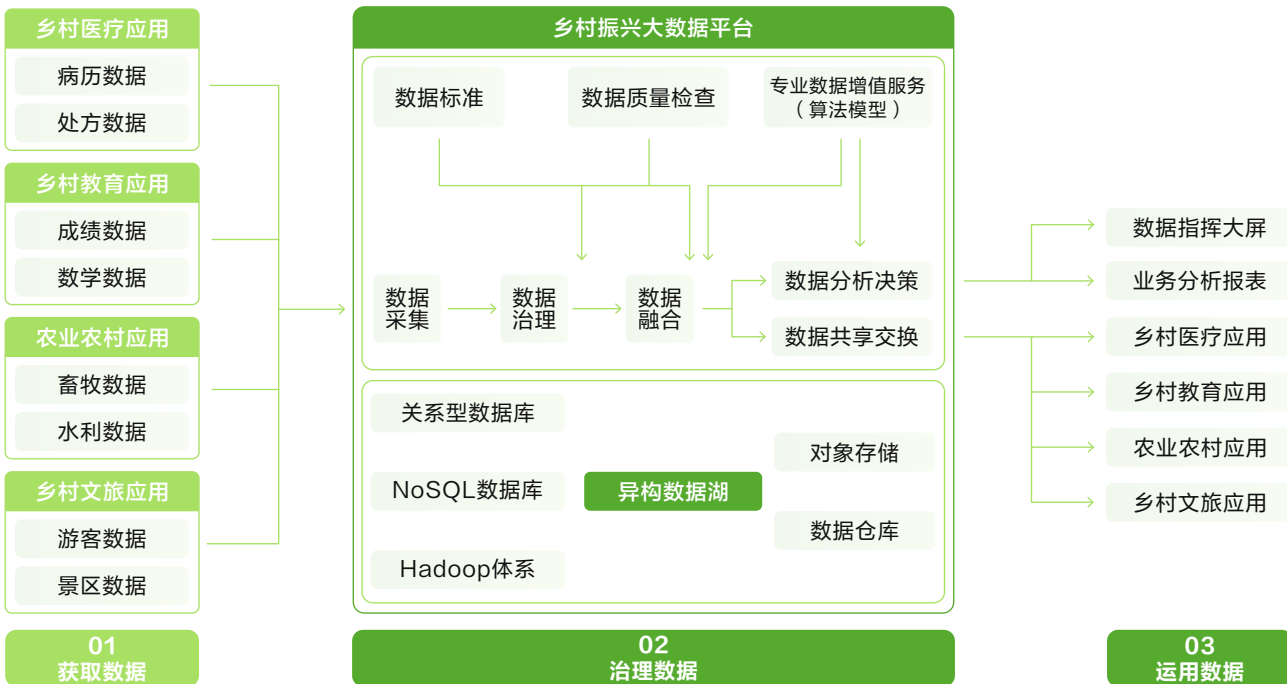 乡村医疗应用
病历数据
处方数据
乡村教育应用
成绩数据
数学数据
农业农村应用
畜牧数据
水利数据
乡村文旅应用
游客数据
景区数据
01
获取数据
乡村振兴大数据平台
数据标准
数据质量检查
专业数据增值服务
（算法模型）
数据
采集
数据
治理
数据
融合
数据分析决策
数据共享交换
关系型数据库
NoSQL数据库
Hadoop体系
异构数据湖
对象存储
数据仓库
02
治理数据
数据指挥大屏
业务分析报表
乡村医疗应用
乡村教育应用
农业农村应用
乡村文旅应用
03
运用数据